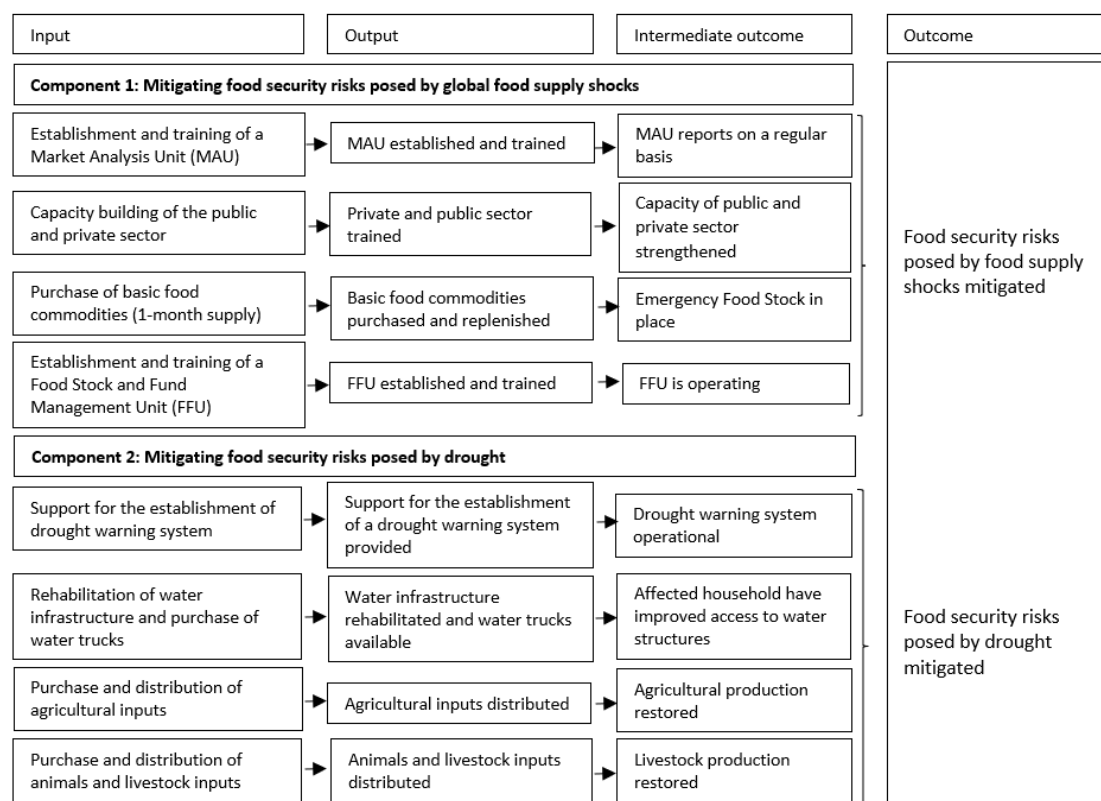 Input
Output
Intermediate outcome
Outcome
Component 1: Mitigating food security risks posed by global food supply shocks
Establishment and training of a
Market Analysis Unit (MAU)
MAU established and trained
MAU reports on a regular
basis
Capacity building of the public
and private sector
Private and public sector
trained
Capacity of public and
private sector
strengthened
Purchase of basic food
commodities (1-month supply)
Basic food commodities
purchased and replenished
Emergency Food Stock in
place
Establishment and training of a
Food Stock and Fund
Management Unit (FFU)
FFU established and trained
FFU is operating
Food security risks
posed by food supply
shocks mitigated
Component 2: Mitigating food security risks posed by drought
Support for the establishment of
drought warning system
Support for the establishment
of a drought warning system
provided
Drought warning system
operational
Rehabilitation of water
infrastructure and purchase of
water trucks
Water infrastructure
rehabilitated and water trucks
available
Affected household have
improved access to water
structures
Purchase and distribution of
agricultural inputs
Agricultural inputs distributed
Agricultural production
restored
Purchase and distribution of
animals and livestock inputs
Animals and livestock inputs
distributed
Livestock production
restored
Food security risks
posed by drought
mitigated